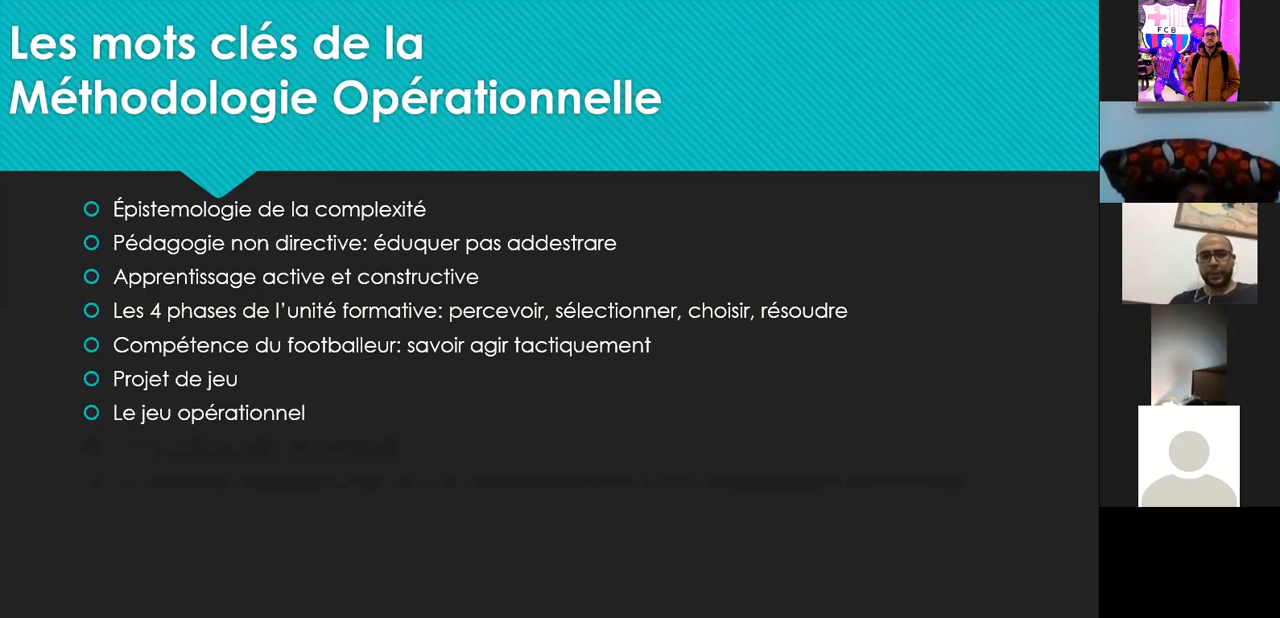 Les mots clés de la
Méthodologie Opérationnelle
Épistemologie de la complexité
Pédagogie non directive: éduquer pas addestrare
Apprentissage active et constructive
Les 4 phases de l'unité formative: percevoir, sélectionner, choisir, résoudre
Compétence du footballeur: savoir agir tactiquement
Projet de jeu
Le jeu opérationnel
FCB